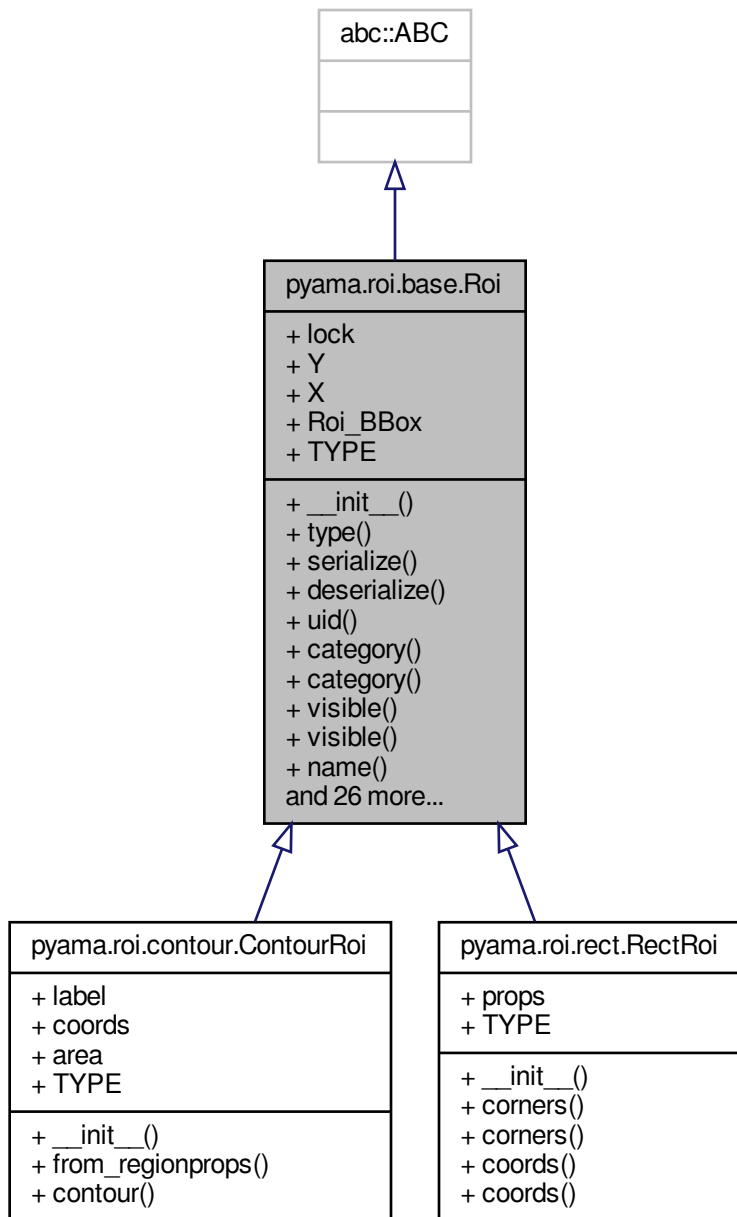 abc::ABC
pyama.roi.base.Roi
+ lock
+ Y
+ X
+ Roi_BBox
+ TYPE
+ __init__()
+ type()
+ serialize()
+ deserialize()
+ uid()
+ category()
+ category()
+ visible()
+ visible()
+ name()
and 26 more...
pyama.roi.contour.ContourRoi
+ label
+ coords
+ area
+ TYPE
+ __init__()
+ from_regionprops()
+ contour()
pyama.roi.rect.RectRoi
+ props
+ TYPE
+ __init__()
+ corners()
+ corners()
+ coords()
+ coords()